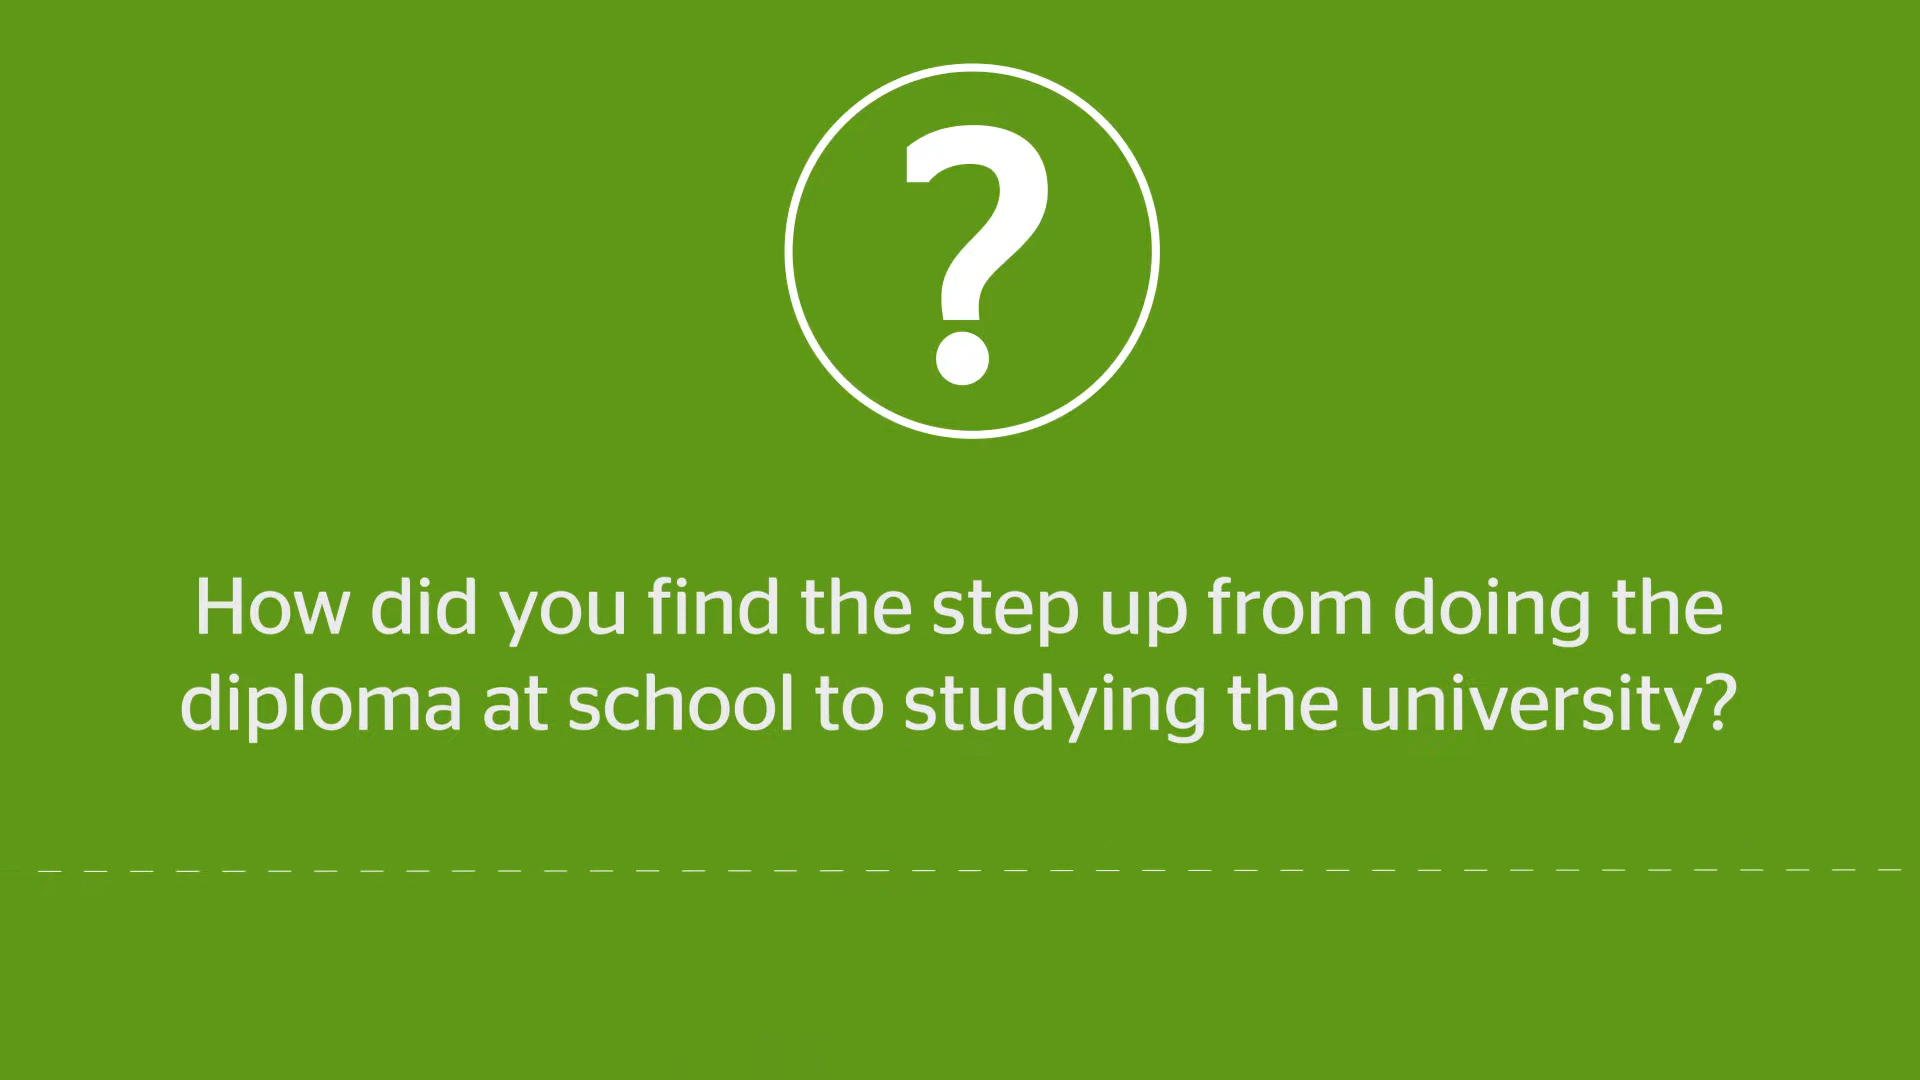 ?
How did you find the step up from doing the
diploma at school to studying the university?